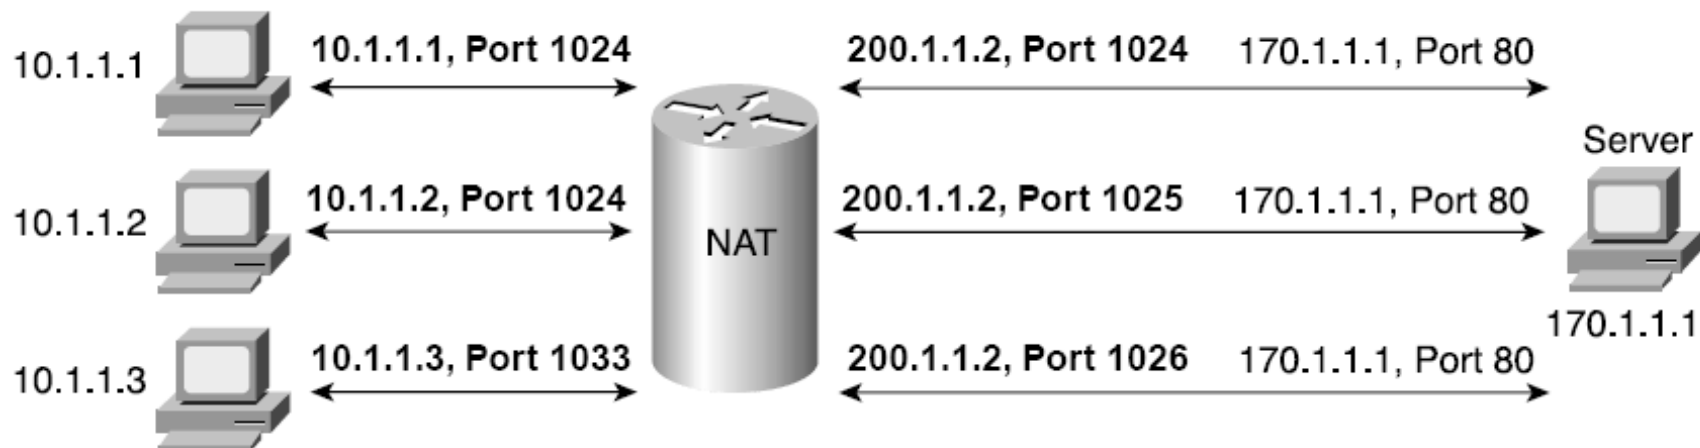 10.1.1.1
10.1.1.1, Port 1024
200.1.1.2, Port 1024
170.1.1.1, Port 80
Server
10.1.1.2
10.1.1.2, Port 1024
NAT
200.1.1.2, Port 1025
170.1.1.1, Port 80
170.1.1.1
10.1.1.3
10.1.1.3, Port 1033
200.1.1.2, Port 1026
170.1.1.1, Port 80